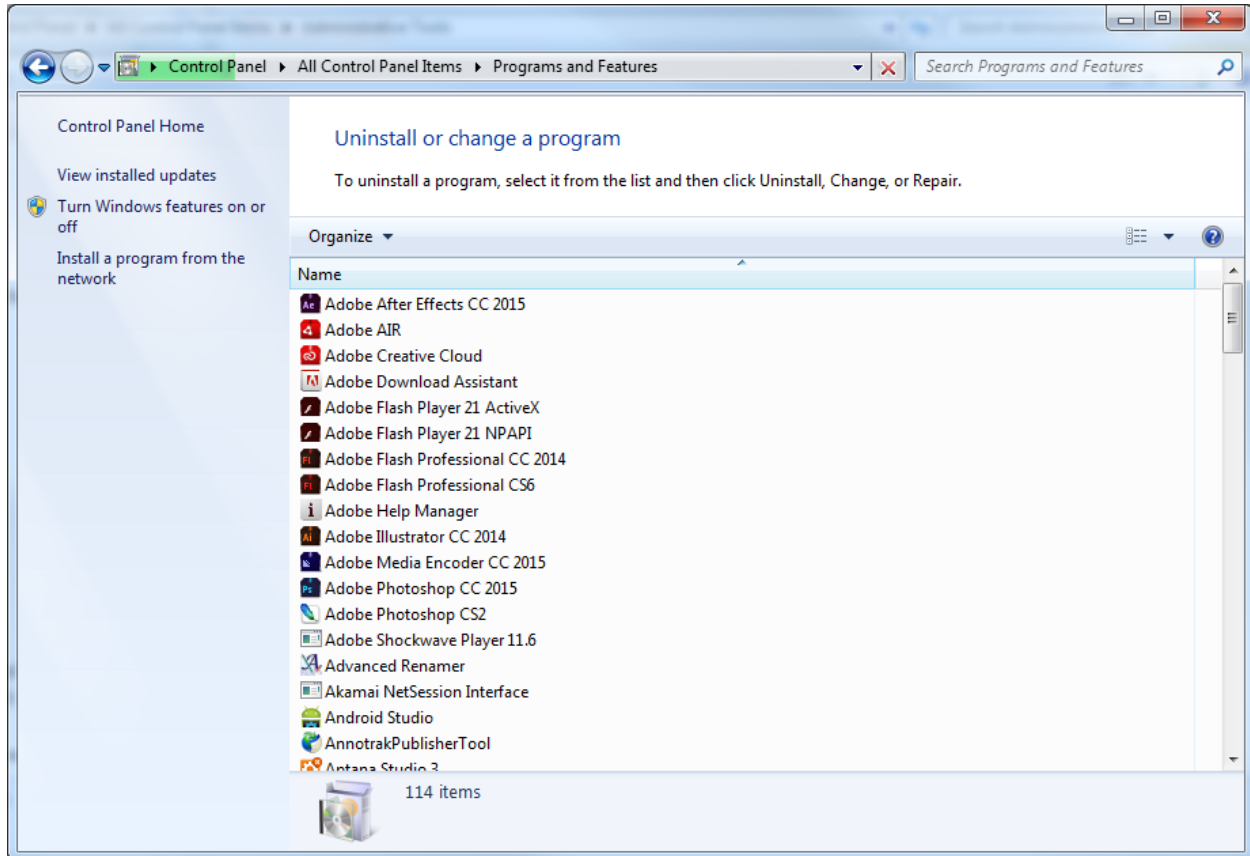 Control Panel All Control Panel Items Programs and Features Search Programs and Features
Control Panel Home
View installed updates
Turn Windows features on or
off
Install a program from the
network
Uninstall or change a program
To uninstall a program, select it from the list and then click Uninstall, Change, or Repair.
Organize
Name
Adobe After Effects CC 2015
Adobe AIR
Adobe Creative Cloud
Adobe Download Assistant
Adobe Flash Player 21 ActiveX
Adobe Flash Player 21 NPAPI
Adobe Flash Professional CC 2014
Adobe Flash Professional CS6
Adobe Help Manager
Adobe Illustrator CC 2014
Adobe Media Encoder CC 2015
Adobe Photoshop CC 2015
Adobe Photoshop CS2
Adobe Shockwave Player 11.6
Advanced Renamer
Akamai NetSession Interface
Android Studio
AnnotrakPublisherTool
Aptana Studio 3
114 items